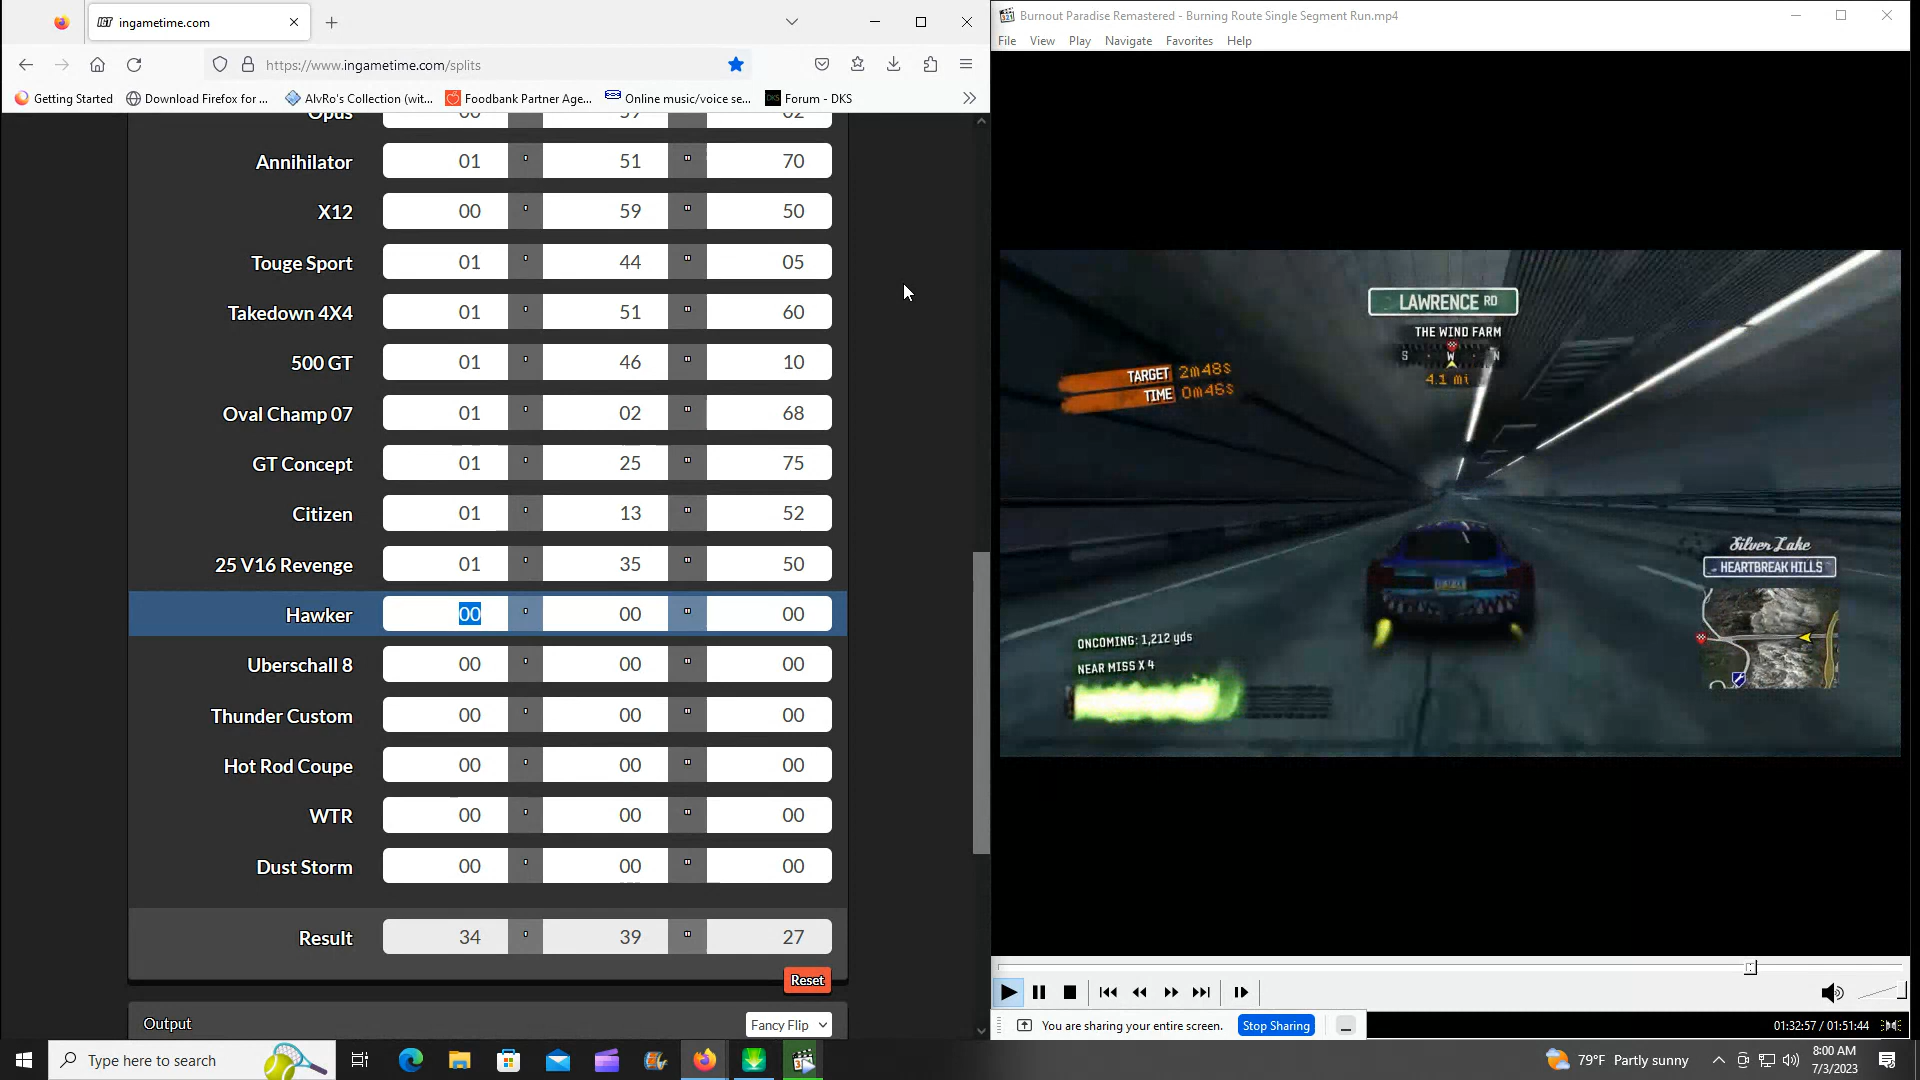 ingametime.com
Burnout Paradise Remastered - Burning Route Single Segment Run.mp4
File View Play Navigate Favorites Help
https://www.ingametime.com/splits
Getting Started Download Firefox for ... AlvRo's Collection (wit... Foodbank Partner Age... Online music/voice se... DKS Forum - DKS
Opus 00 59 02
Annihilator 01 ' 51 " 70
X12 00 ' 59 " 50
Touge Sport 01 ' 44 " 05
Takedown 4X4 01 ' 51 " 60
500 GT 01 ' 46 " 10
Oval Champ 07 01 ' 02 " 68
GT Concept 01 ' 25 " 75
Citizen 01 ' 13 " 52
25 V16 Revenge 01 ' 35 " 50
Hawker 00 ' 00 " 00
Uberschall 8 00 ' 00 " 00
Thunder Custom 00 ' 00 " 00
Hot Rod Coupe 00 ' 00 " 00
WTR 00 ' 00 " 00
Dust Storm 00 ' 00 " 00
Result 34 ' 39 " 27
Reset
Output Fancy Flip
LAWRENCE RD
THE WIND FARM
S W N
4.1 mi
TARGET 2m48s
TIME 0m46s
Silver Lake
HEARTBREAK HILLS
ONCOMING: 1,212 yds
NEAR MISS X 4
You are sharing your entire screen. Stop Sharing
01:32:57 / 01:51:44
Type here to search
79°F Partly sunny
8:00 AM
7/3/2023